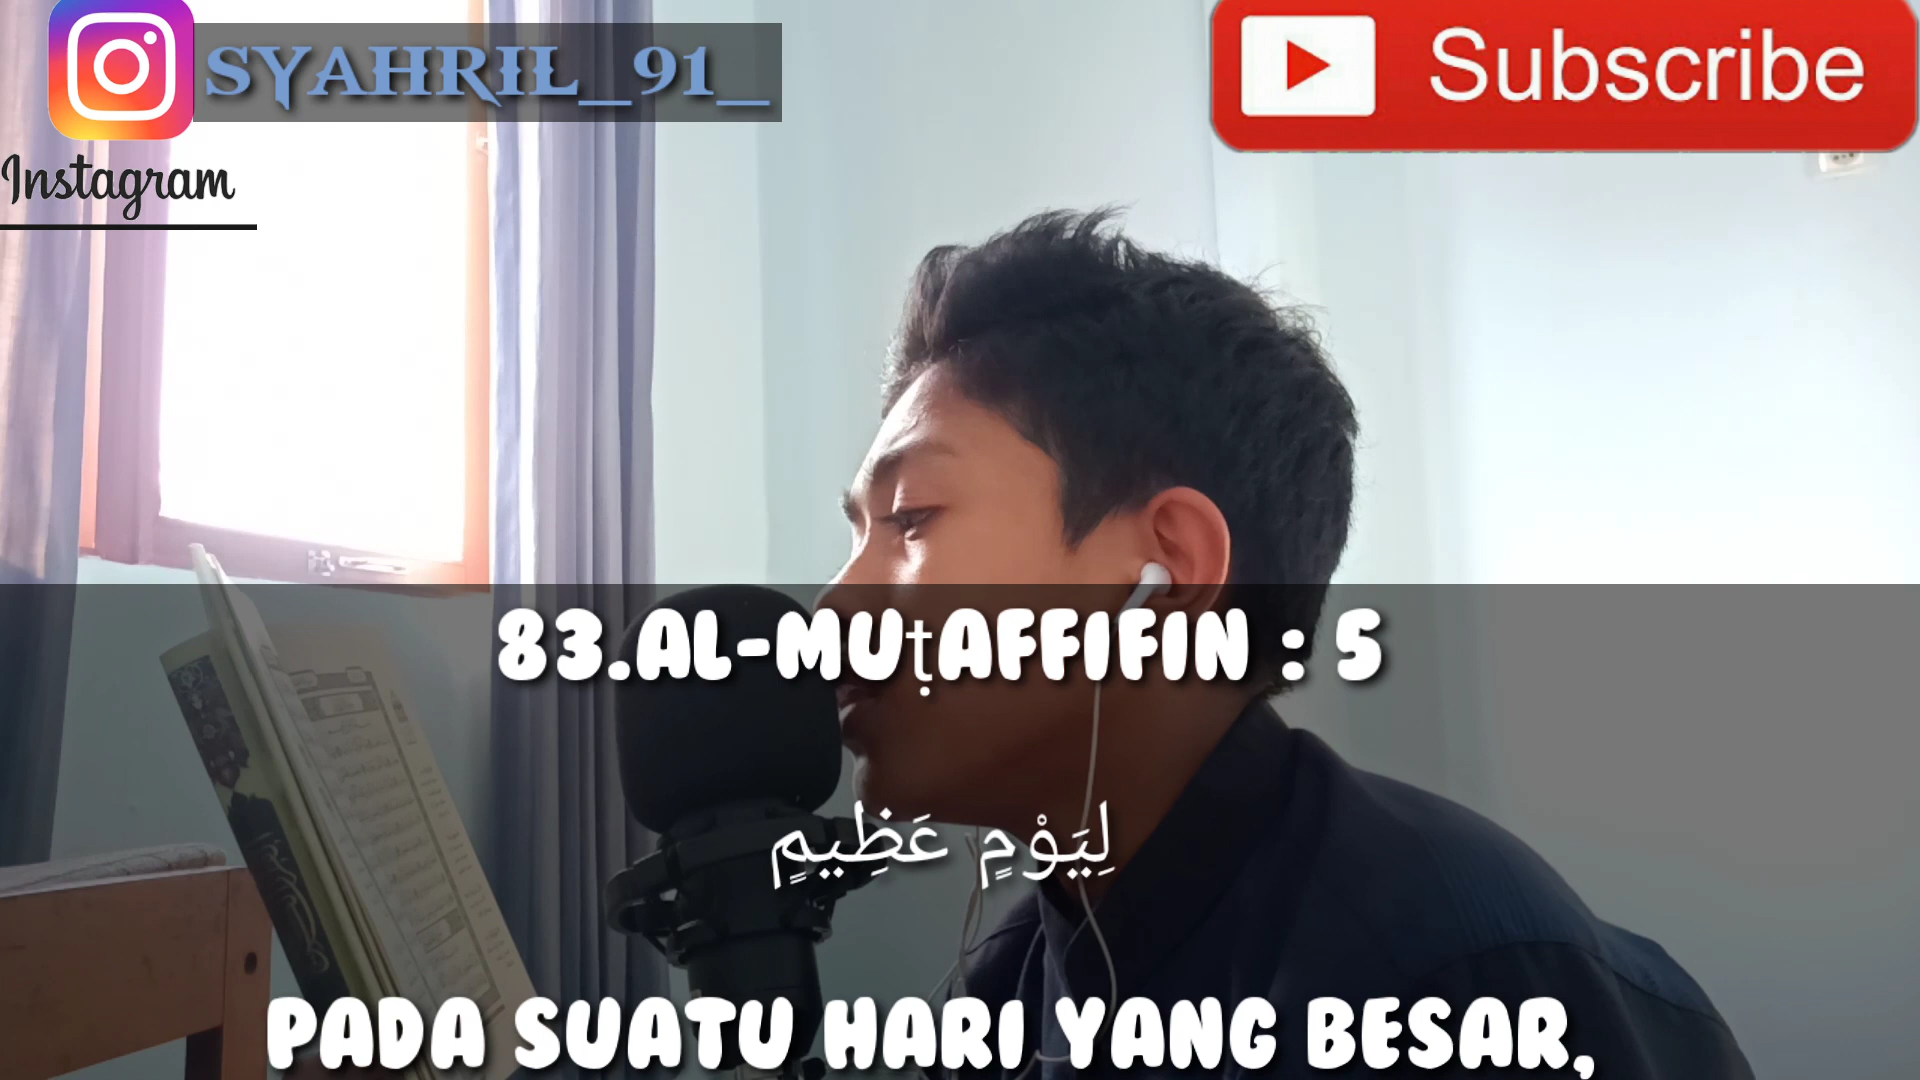 SYAHRIL_91_
Subscribe
Instagram
83.AL-MUṭAFFIFIN : 5
لِيَوْمٍ عَظِيمٍ
PADA SUATU HARI YANG BESAR,